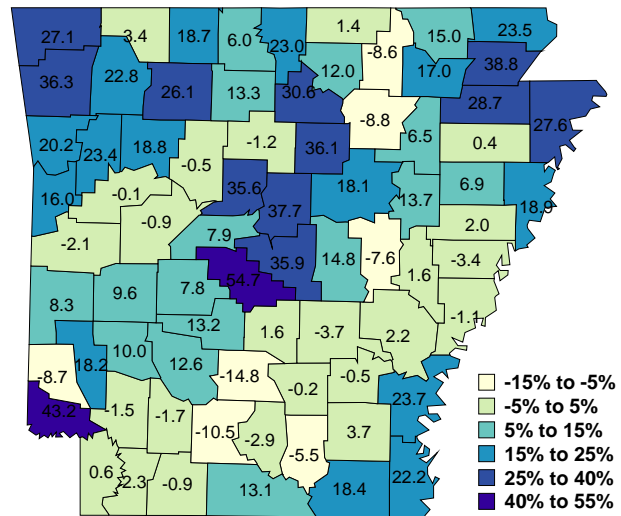 27.1 3.4 18.7 6.0 23.0 1.4 -8.6 15.0 23.5
36.3 22.8 26.1 13.3 30.6 12.0 17.0 38.8
-8.8 28.7 27.6
20.2 23.4 18.8 -0.5 -1.2 36.1 6.5 0.4
16.0 -0.1 35.6 18.1 13.7 6.9 18.9
-2.1 -0.9 7.9 37.7 2.0
54.7 35.9 14.8 -7.6 1.6 -3.4
8.3 9.6 7.8 -1.1
13.2 1.6 -3.7 2.2
-8.7 18.2 10.0 12.6 -14.8 -0.2 -0.5 23.7
43.2 -1.5 -1.7 -10.5 -2.9 -5.5 3.7
0.6 2.3 -0.9 13.1 18.4 22.2
-15% to -5%
-5% to 5%
5% to 15%
15% to 25%
25% to 40%
40% to 55%